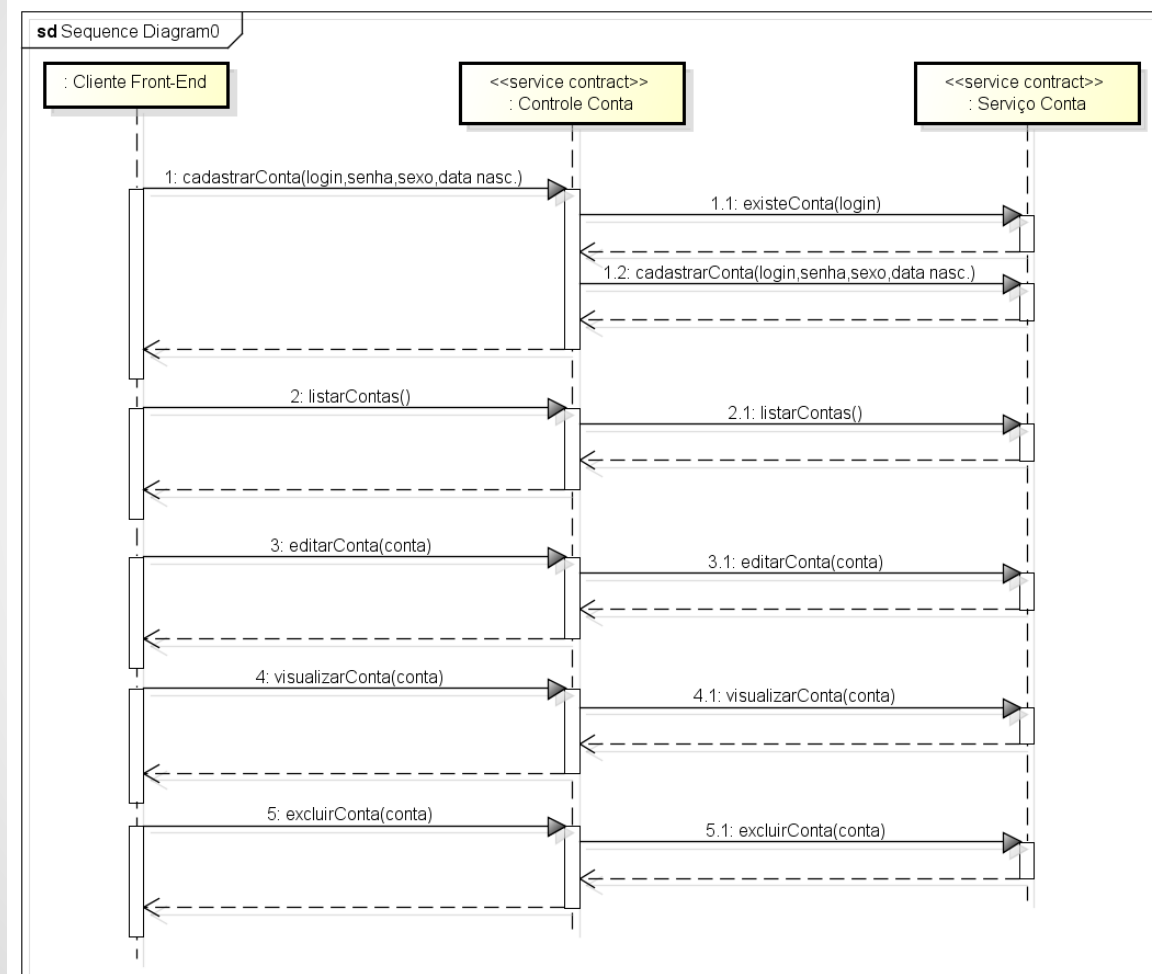 sd Sequence Diagram0
: Cliente Front-End
<<service contract>>
: Controle Conta
<<service contract>>
: Serviço Conta
1: cadastrarConta(login,senha,sexo,data nasc.)
1.1: existeConta(login)
1.2: cadastrarConta(login,senha,sexo,data nasc.)
2: listarContas()
2.1: listarContas()
3: editarConta(conta)
3.1: editarConta(conta)
4: visualizarConta(conta)
4.1: visualizarConta(conta)
5: excluirConta(conta)
5.1: excluirConta(conta)